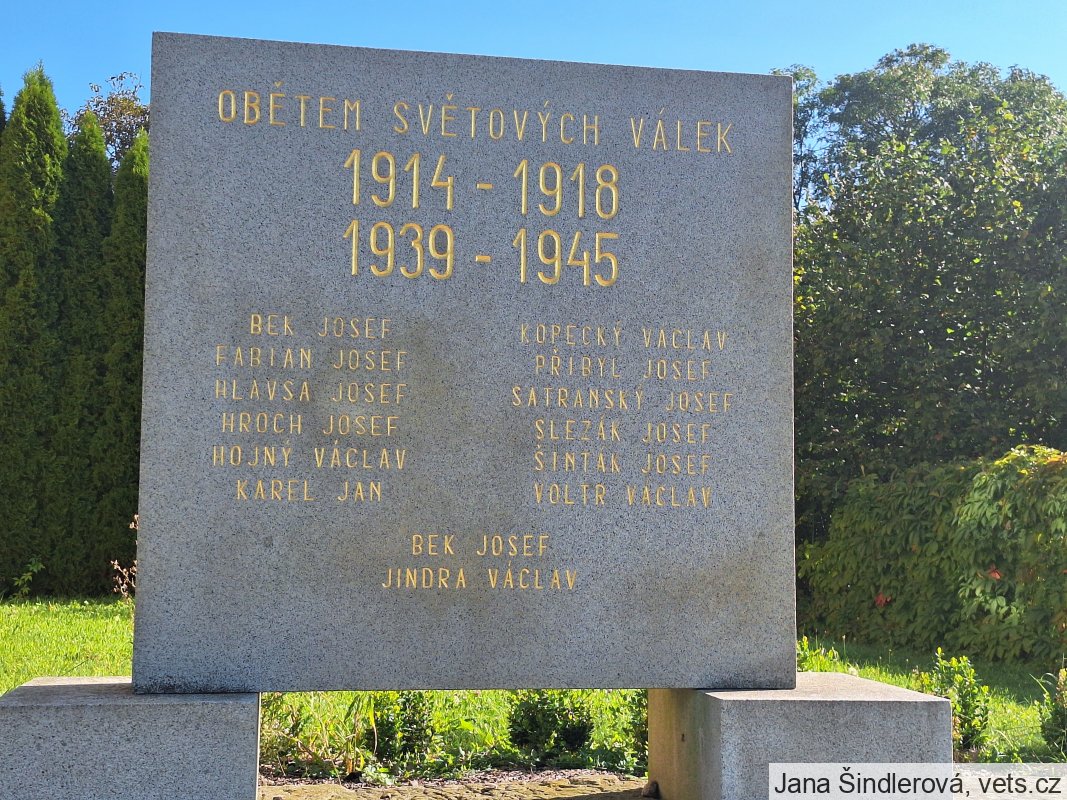 OBĚTEM SVĚTOVÝCH VÁLEK
1914 - 1918
1939 - 1945
BEK JOSEF
FABIAN JOSEF
HLAVSA JOSEF
HROCH JOSEF
HOJNÝ VÁCLAV
KAREL JAN
KOPECKÝ VÁCLAV
PŘIBYL JOSEF
SATRANSKÝ JOSEF
SLEZÁK JOSEF
ŠINTÁK JOSEF
VOLTR VÁCLAV
BEK JOSEF
JINDRA VÁCLAV
Jana Šindlerová, vets.cz